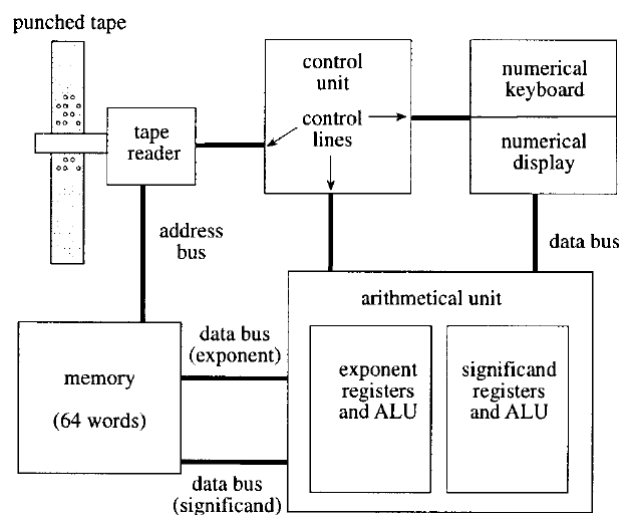 punched tape
tape
reader
control
unit
control
lines
numerical
keyboard
numerical
display
address
bus
data bus
arithmetical unit
data bus
(exponent)
memory
(64 words)
exponent
registers
and ALU
significand
registers
and ALU
data bus
(significand)